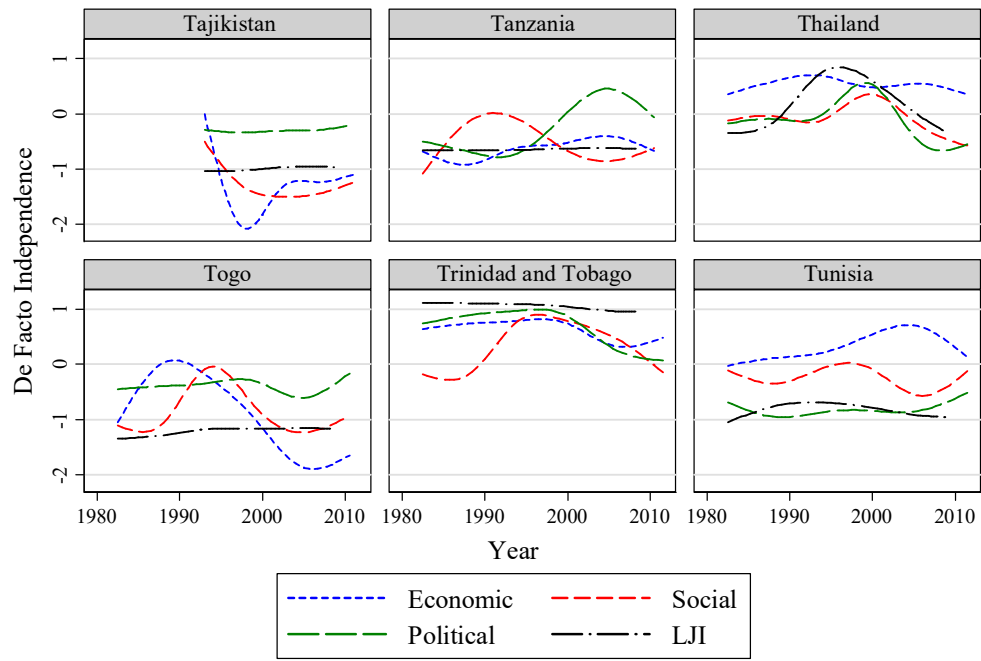 Tajikistan Tanzania Thailand
De Facto Independence
1
0
-1
-2
Togo Trinidad and Tobago Tunisia
1
0
-1
-2
1980 1990 2000 2010 1980 1990 2000 2010 1980 1990 2000 2010
Year
Economic Social
Political LJI